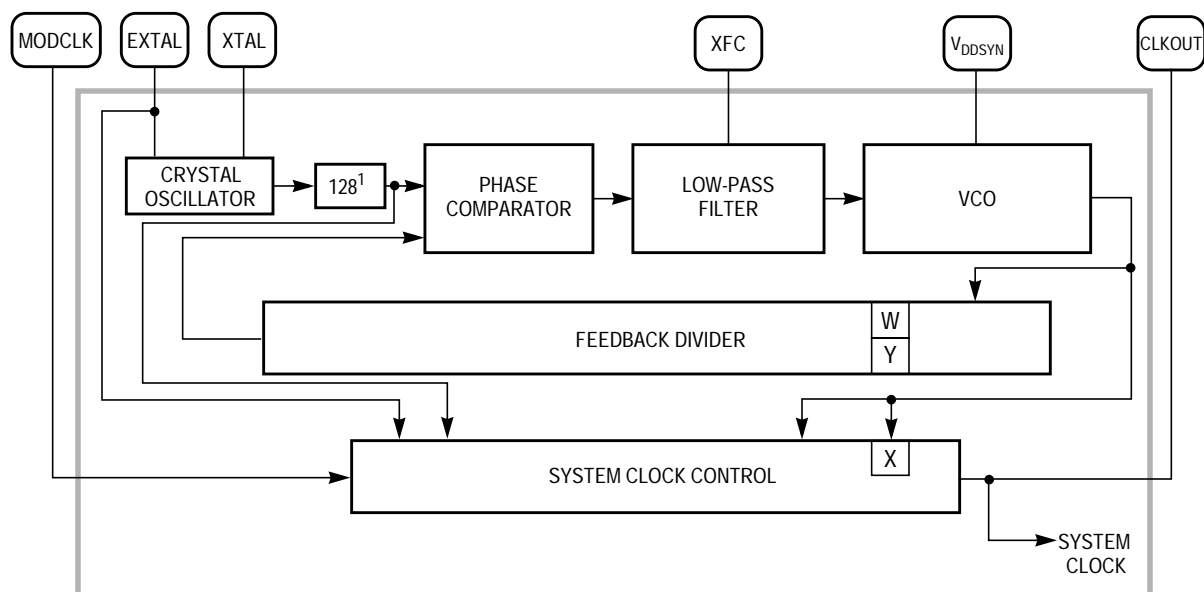 MODCLK
EXTAL
XTAL
XFC
VDDSYN
CLKOUT
CRYSTAL
OSCILLATOR
128¹
PHASE
COMPARATOR
LOW-PASS
FILTER
VCO
FEEDBACK DIVIDER
W
Y
SYSTEM CLOCK CONTROL
X
SYSTEM
CLOCK